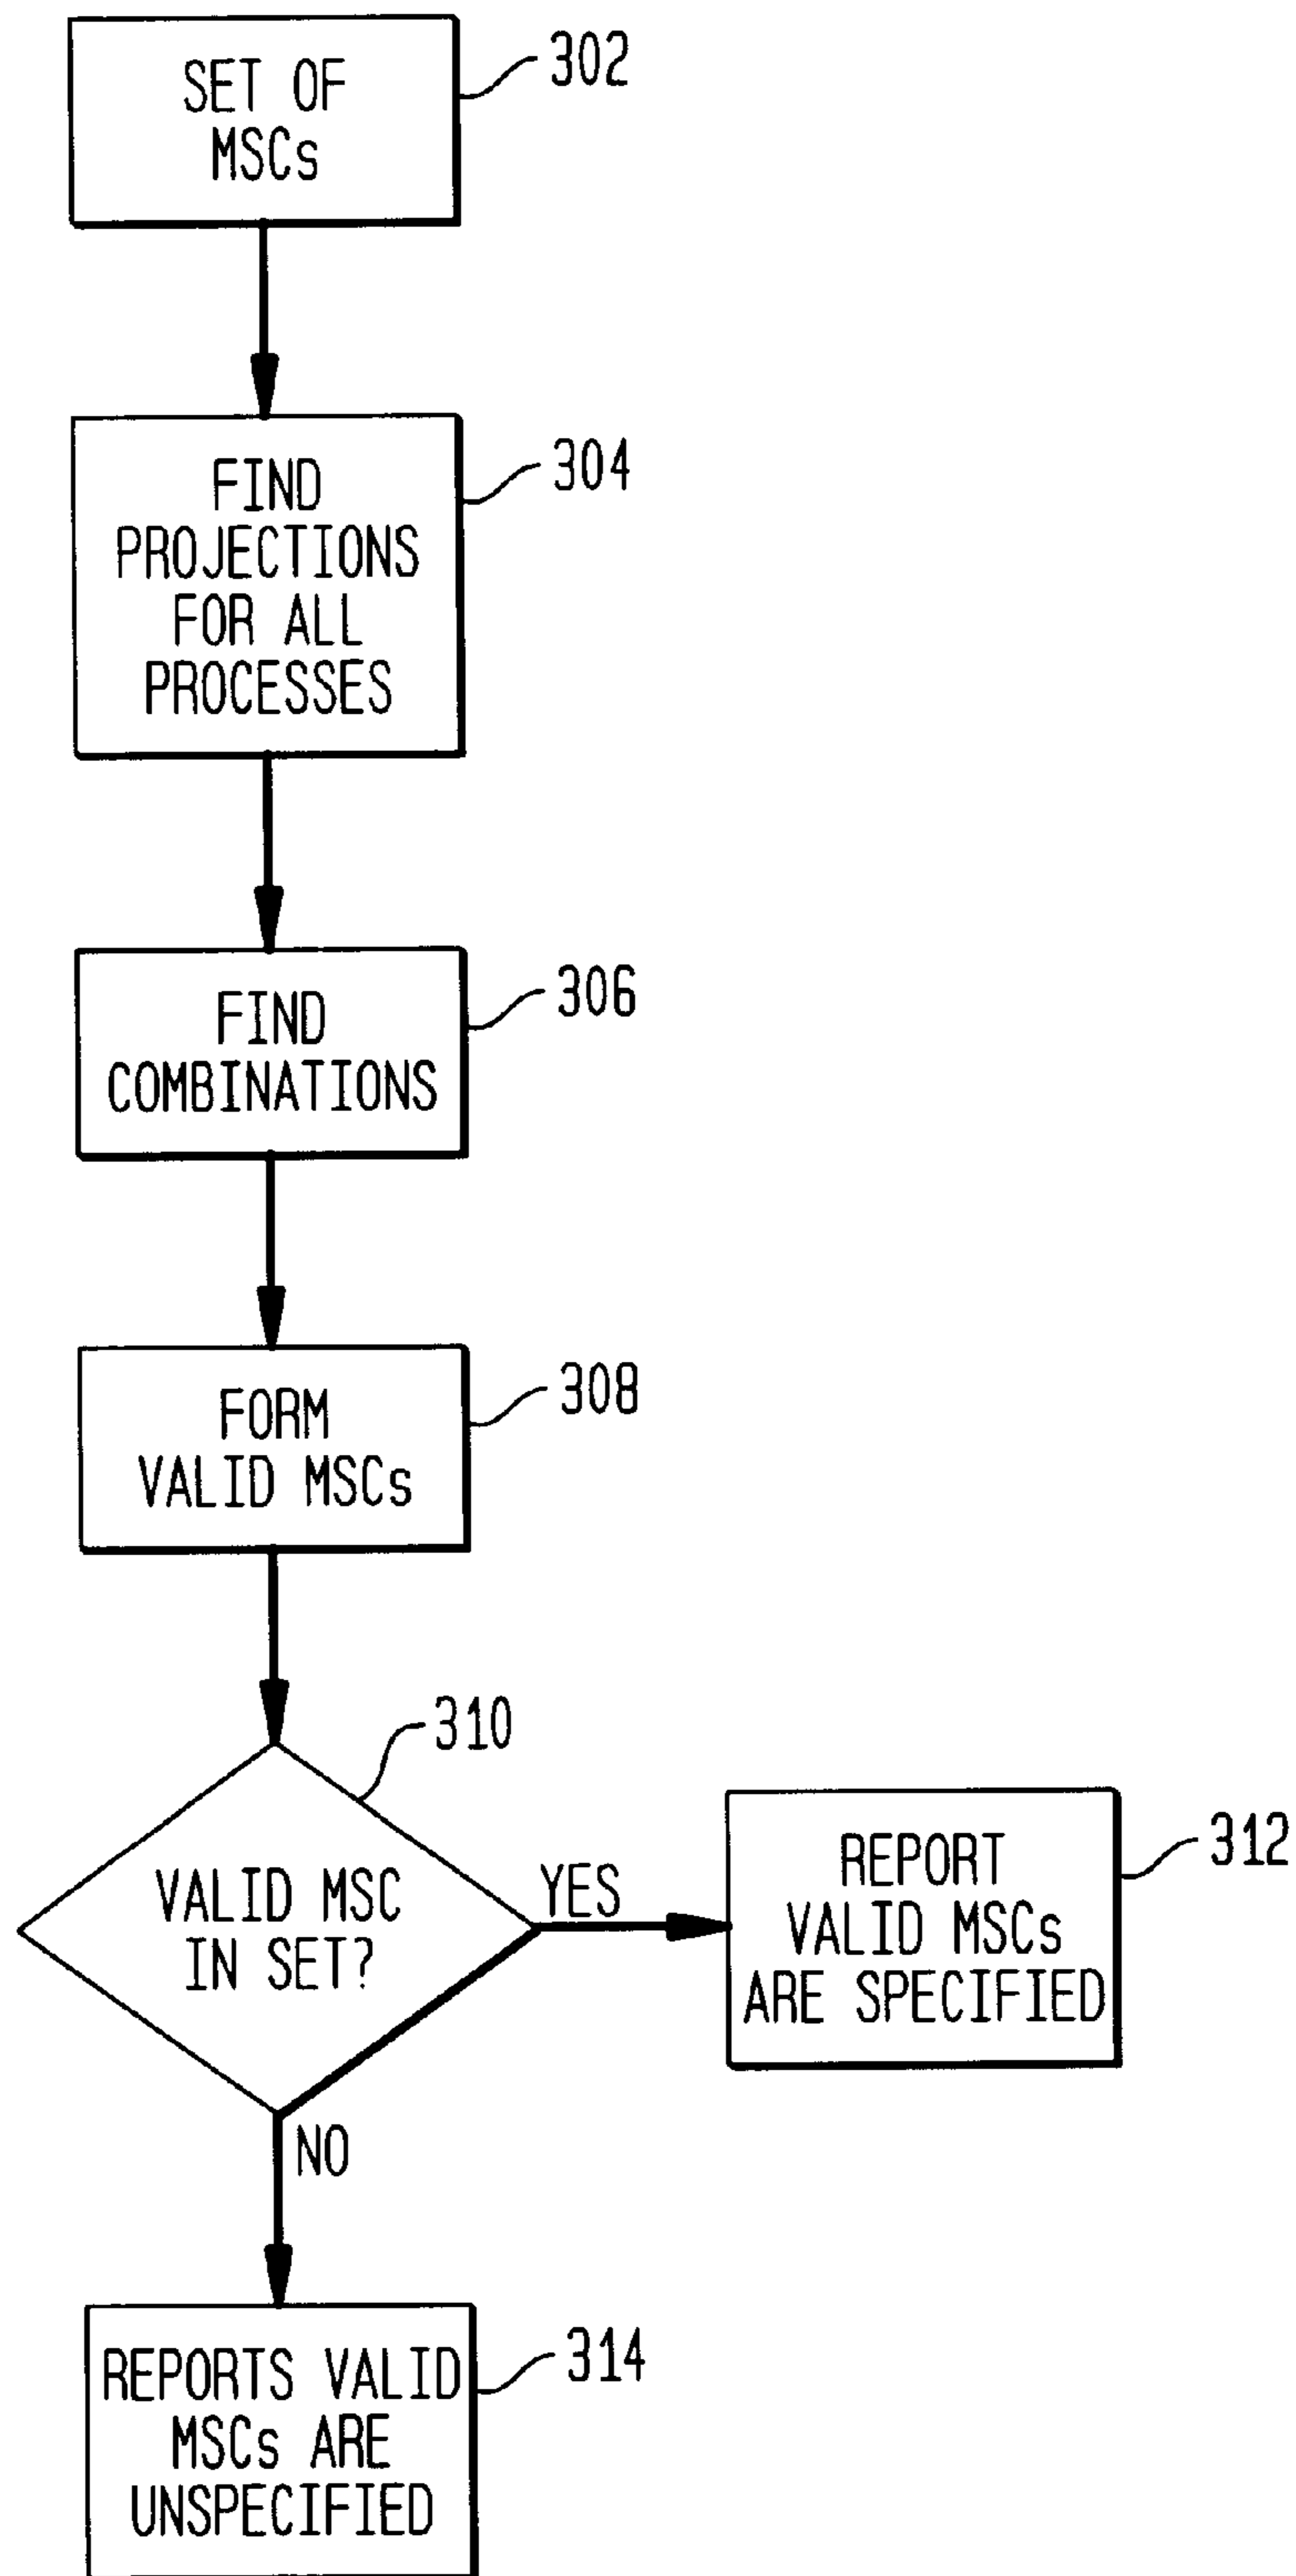 SET OF
MSCs
302
FIND
PROJECTIONS
FOR ALL
PROCESSES
304
FIND
COMBINATIONS
306
FORM
VALID MSCs
308
310
VALID MSC
IN SET?
YES
REPORT
VALID MSCs
ARE SPECIFIED
312
NO
REPORTS VALID
MSCs ARE
UNSPECIFIED
314